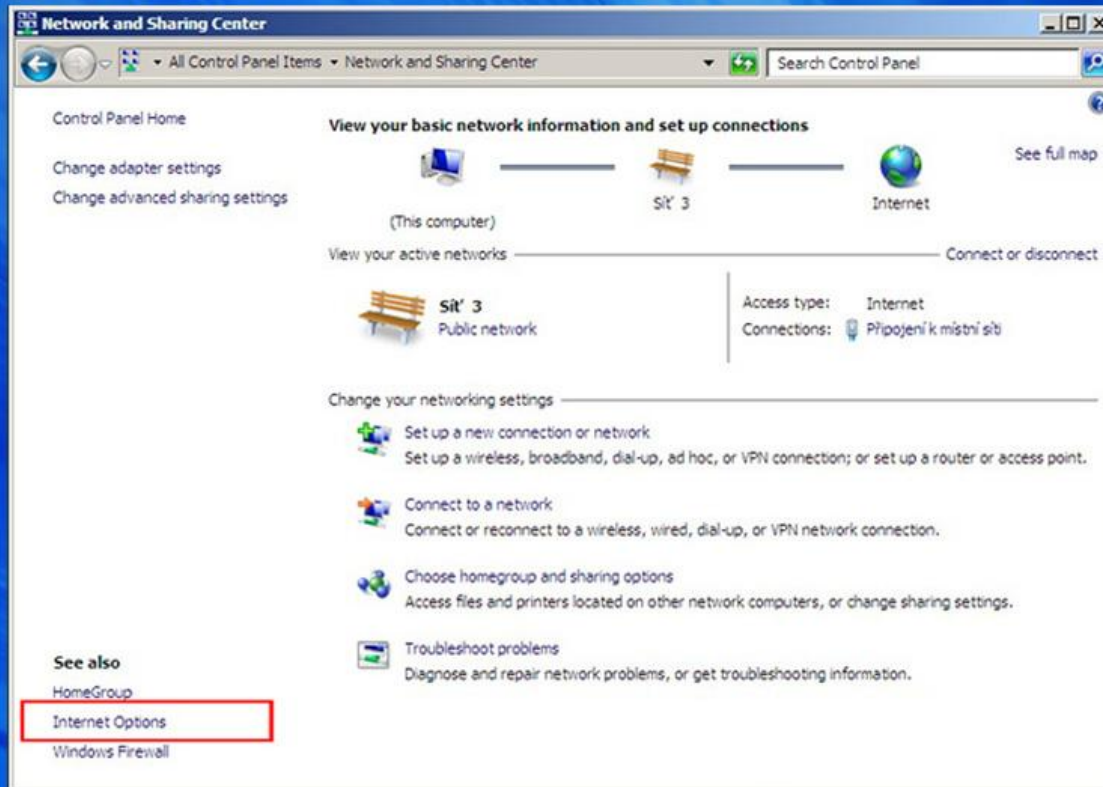 Network and Sharing Center
All Control Panel Items
Network and Sharing Center
Search Control Panel
Control Panel Home
Change adapter settings
Change advanced sharing settings
See also
HomeGroup
Internet Options
Windows Firewall
View your basic network information and set up connections
See full map
(This computer)
Síť 3
Internet
View your active networks
Connect or disconnect
Síť 3
Public network
Access type: Internet
Connections: Připojení k místní síti
Change your networking settings
Set up a new connection or network
Set up a wireless, broadband, dial-up, ad hoc, or VPN connection; or set up a router or access point.
Connect to a network
Connect or reconnect to a wireless, wired, dial-up, or VPN network connection.
Choose homegroup and sharing options
Access files and printers located on other network computers, or change sharing settings.
Troubleshoot problems
Diagnose and repair network problems, or get troubleshooting information.